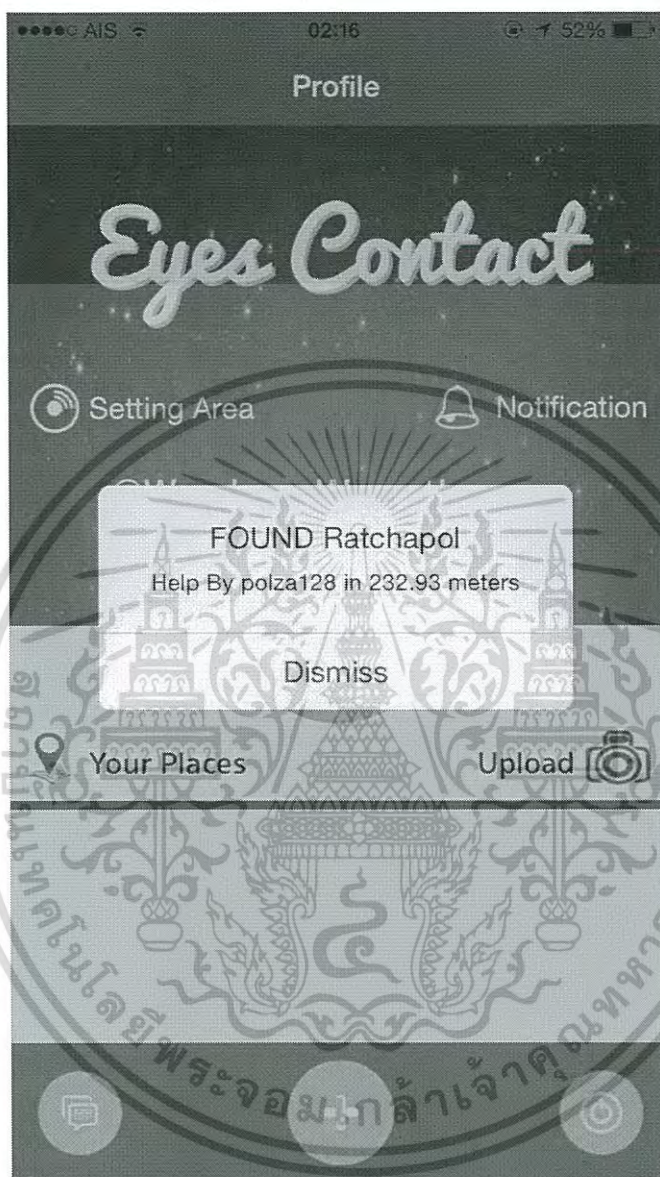 AIS 02:16 52%
Profile
Eyes Contact
Setting Area Notification
FOUND Ratchapol
Help By polza128 in 232.93 meters
Dismiss
Your Places Upload
พระจอมเกล้าเจ้าคุณทหาร